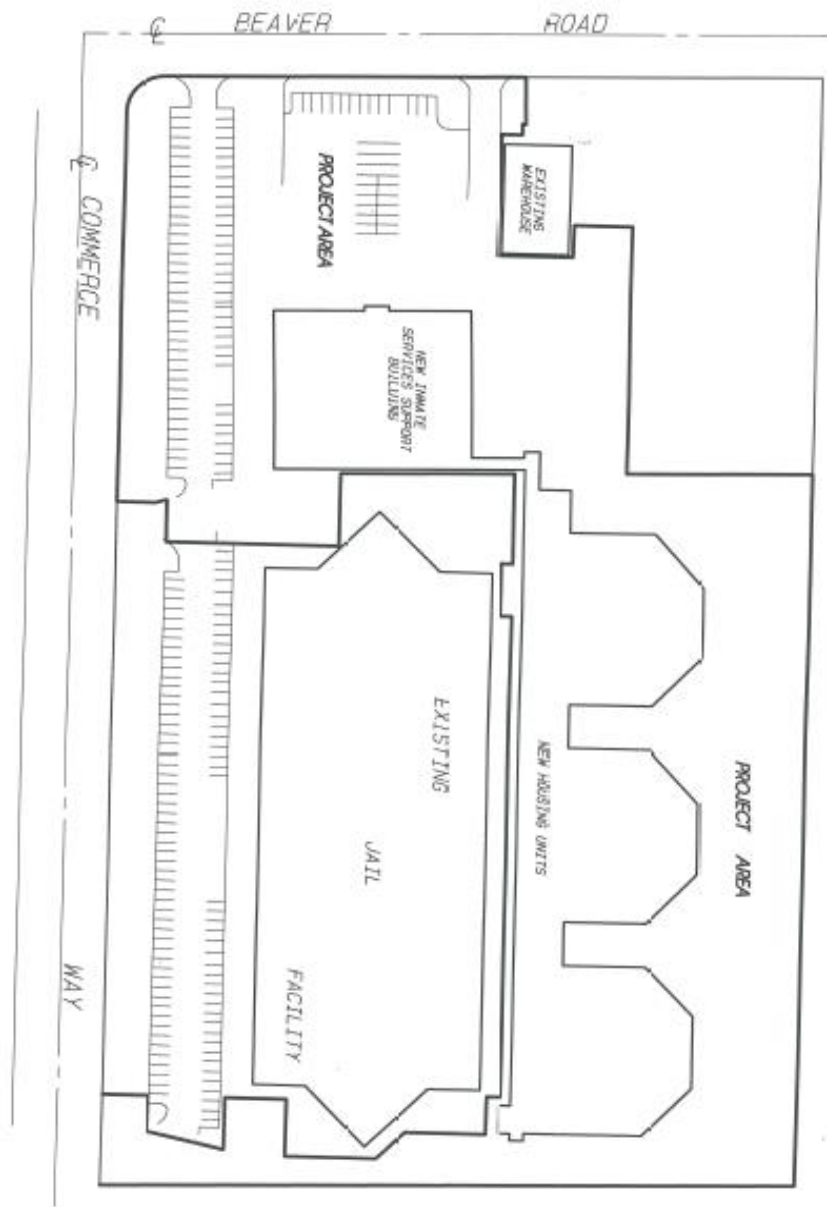 ℄ BEAVER ROAD
℄ COMMERCE WAY
PROJECT AREA
EXISTING
WAREHOUSE
NEW INMATE
SERVICES SUPPORT
BUILDING
EXISTING
JAIL
FACILITY
NEW HOUSING UNITS
PROJECT AREA